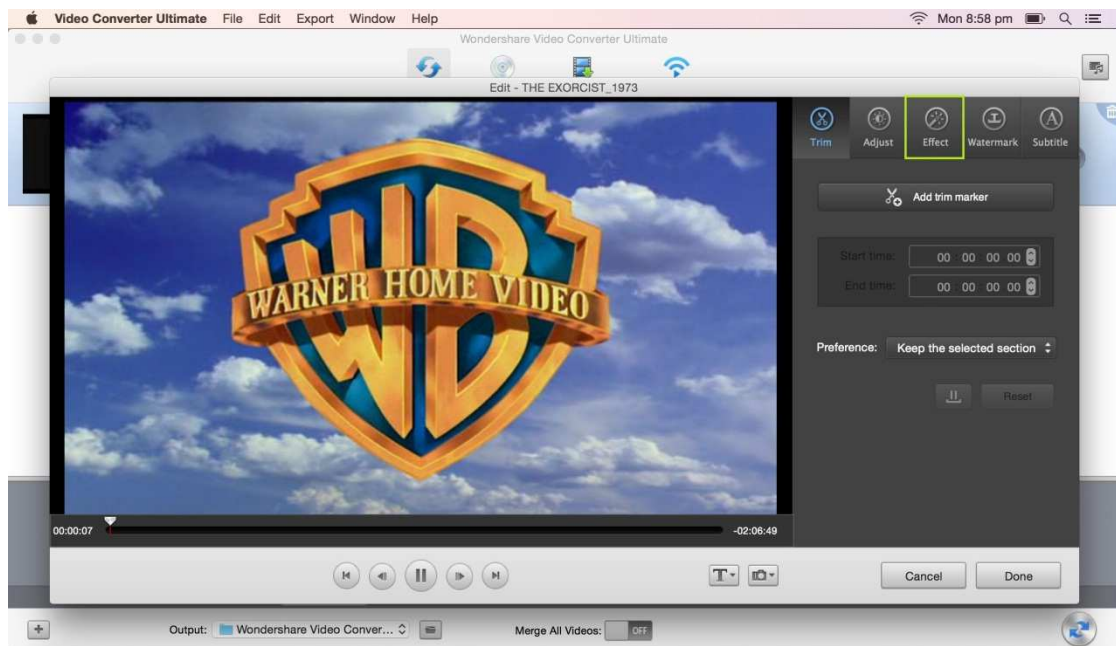 Video Converter Ultimate File Edit Export Window Help Mon 8:58 pm
Wondershare Video Converter Ultimate
Edit - THE EXORCIST_1973
Trim Adjust Effect Watermark Subtitle
Add trim marker
Start time: 00 : 00 : 00 . 00
End time: 00 : 00 : 00 . 00
WARNER HOME VIDEO
WB
Preference: Keep the selected section
Reset
00:00:07 -02:06:49
T
Cancel Done
Output: Wondershare Video Conver... Merge All Videos: OFF